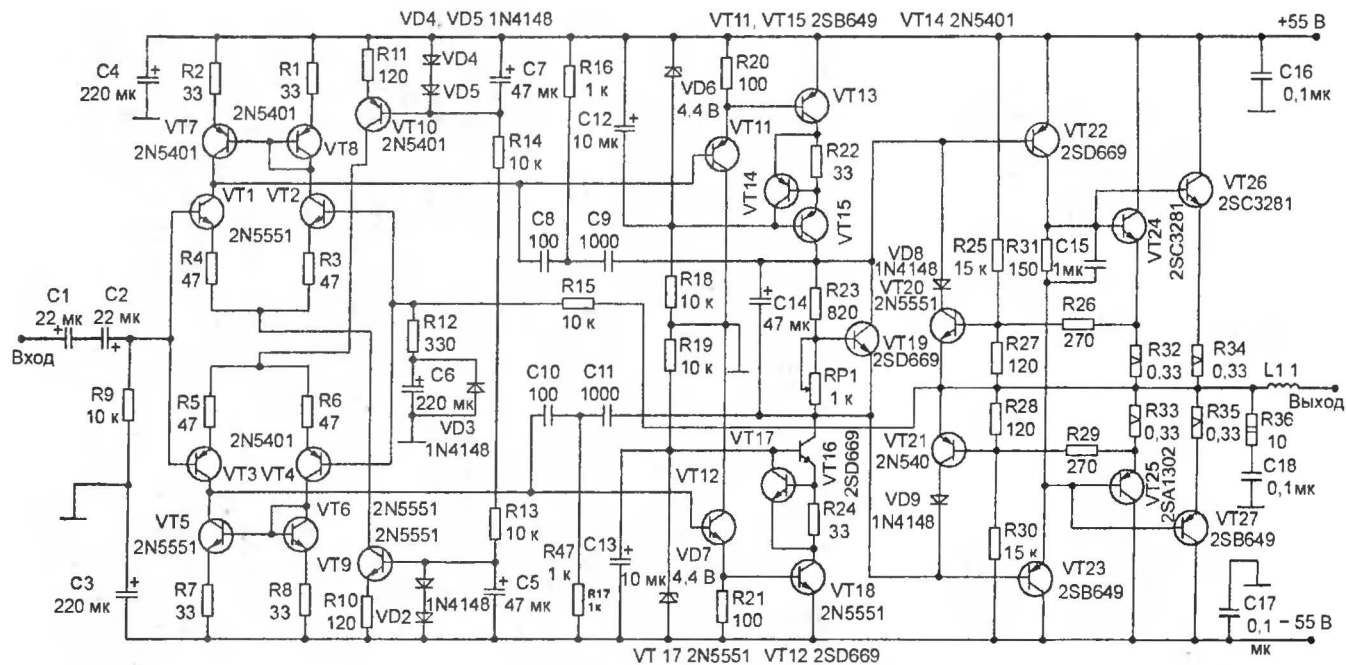 VD4, VD5 1N4148
VT11, VT15 2SB649
VT14 2N5401
+55 В
C4
220 мк
R2
33
R1
33
R11
120
VD4
VD5
C7
47 мк
R16
1 к
C12
10 мк
VD6
4,4 В
R20
100
VT13
C16
0,1мк
2N5401
VT7
2N5401
VT8
VT10
2N5401
R14
10 к
VT11
R22
33
VT14
VT15
VT22
2SD669
VT26
2SC3281
VT1
VT2
2N5551
C8
100
C9
1000
R4
47
R3
47
R15
10 к
R18
10 к
R19
10 к
C14
47 мк
R23
820
VD8
1N4148
VT20
2N5551
R25
15 к
R31
150
C15
1мк
VT24
2SC3281
C1
22 мк
C2
22 мк
Вход
R12
330
C6
220 мк
VD3
1N4148
VT19
2SD669
RP1
1 к
R26
270
R27
120
R32
0,33
R34
0,33
L1 1
Выход
R9
10 к
R5
47
R6
47
C10
100
C11
1000
R28
120
R33
0,33
R35
0,33
R36
10
2N5401
VT3
VT4
VT17
VT16
2SD669
VT21
2N540
R29
270
VT25
2SA1302
C18
0,1мк
VT5
2N5551
VT6
2N5551
2N5551
VT9
R13
10 к
VT12
R24
33
VD9
1N4148
R30
15 к
VT27
2SB649
C3
220 мк
R7
33
R8
33
R10
120
VD2
1N4148
C5
47 мк
R47
1 к
R17
1к
C13
10 мк
VD7
4,4 В
R21
100
VT18
2N5551
VT23
2SB649
C17
0,1
мк
– 55 В
VT 17 2N5551
VT12 2SD669